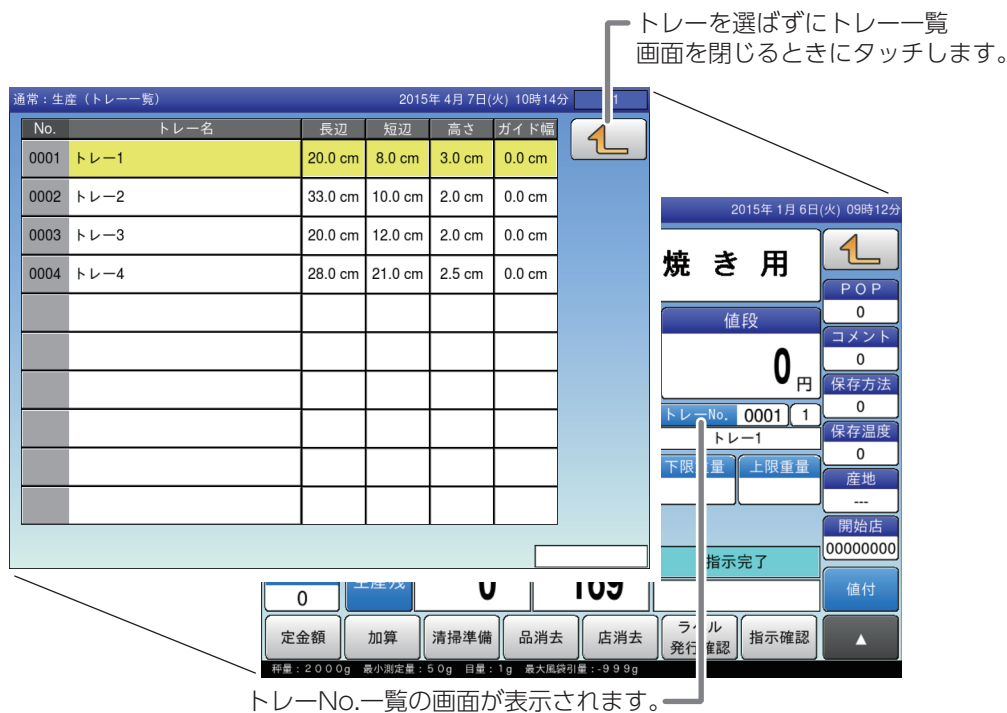 トレーを選ばずにトレー一覧
画面を閉じるときにタッチします。
通常：生産（トレー一覧） 2015年 4月 7日(火) 10時14分 1
No. トレー名 長辺 短辺 高さ ガイド幅
0001 トレー1 20.0 cm 8.0 cm 3.0 cm 0.0 cm
0002 トレー2 33.0 cm 10.0 cm 2.0 cm 0.0 cm
0003 トレー3 20.0 cm 12.0 cm 2.0 cm 0.0 cm
0004 トレー4 28.0 cm 21.0 cm 2.5 cm 0.0 cm
2015年 1月 6日(火) 09時12分
焼き用
POP
0
値段
コメント
0
0円
保存方法
0
トレーNo. 0001 1
トレー1
保存温度
0
下限重量 上限重量
産地
---
開始店
00000000
指示完了
値付
0 生産残 0 169
定金額 加算 清掃準備 品消去 店消去 ラベル発行確認 指示確認 ▲
秤量：2000g 最小測定量：50g 目量：1g 最大風袋引量：-999g
トレーNo.一覧の画面が表示されます。